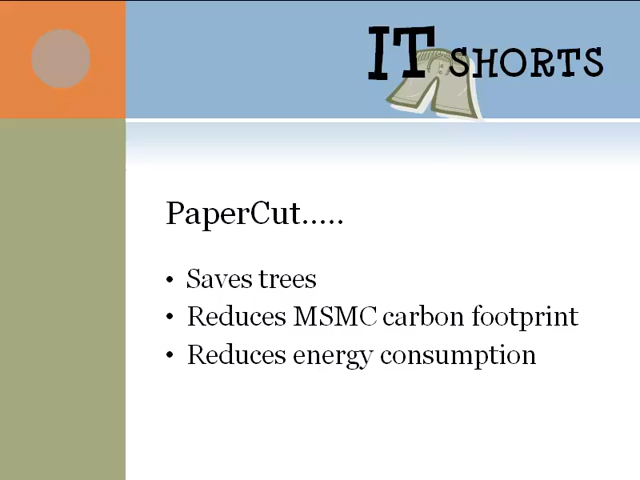 IT SHORTS
PaperCut.....
• Saves trees
• Reduces MSMC carbon footprint
• Reduces energy consumption